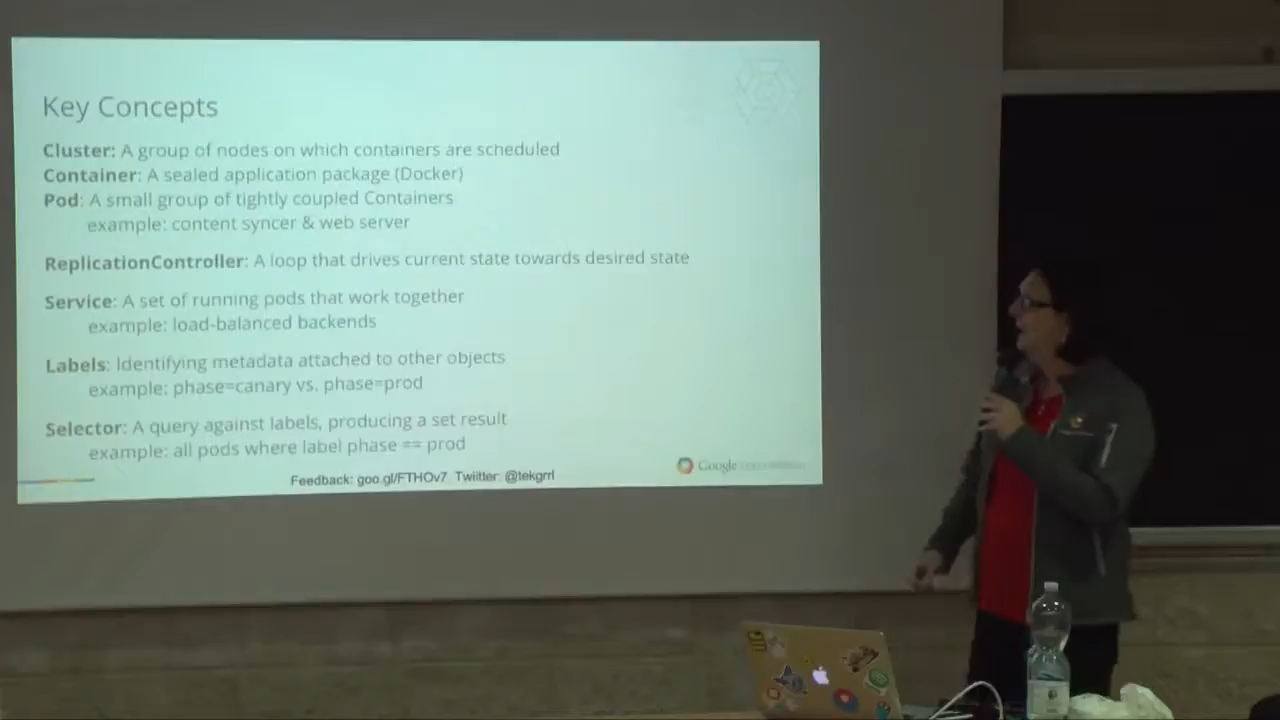 Key Concepts
Cluster: A group of nodes on which containers are scheduled
Container: A sealed application package (Docker)
Pod: A small group of tightly coupled Containers
example: content syncer & web server
ReplicationController: A loop that drives current state towards desired state
Service: A set of running pods that work together
example: load-balanced backends
Labels: Identifying metadata attached to other objects
example: phase=canary vs. phase=prod
Selector: A query against labels, producing a set result
example: all pods where label phase == prod
Feedback: goo.gl/FTHOv7 Twiitter: @tekgrrl
Google